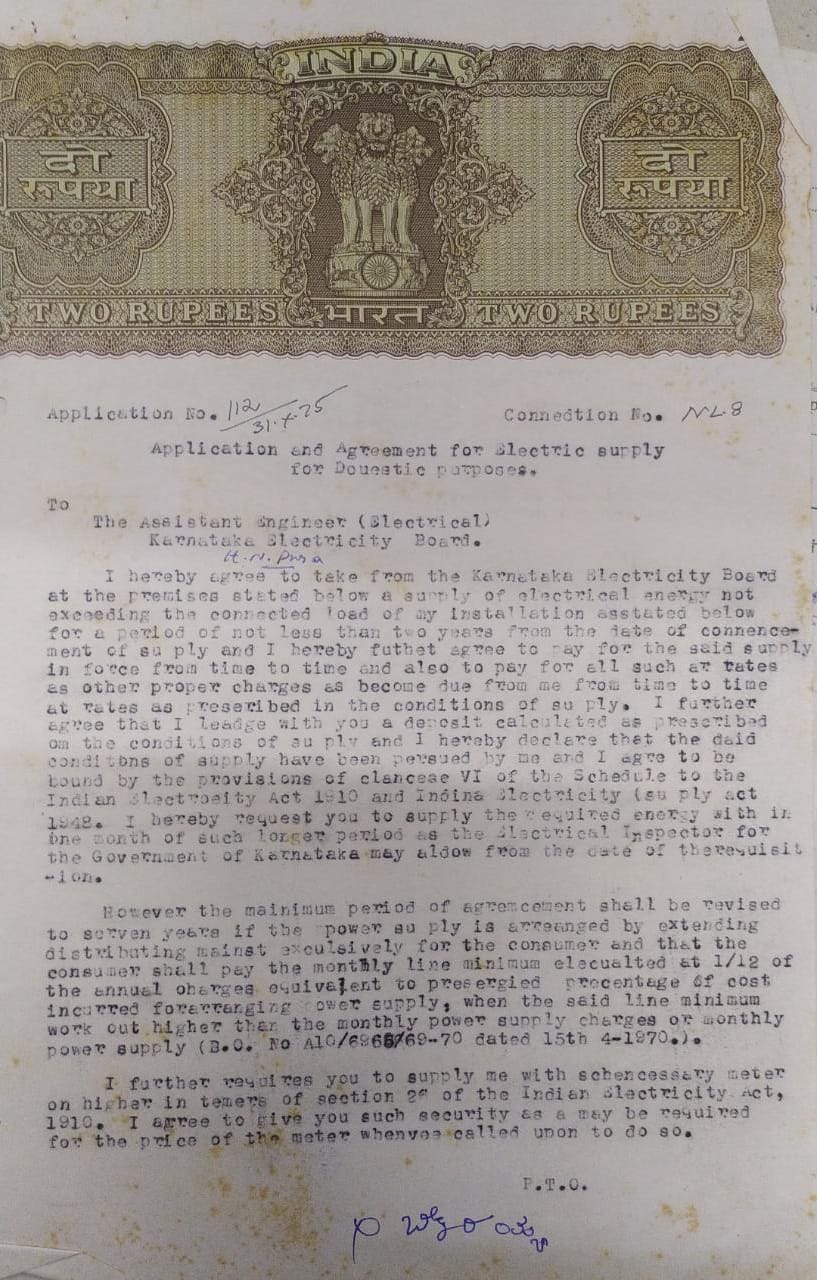 INDIA
दो
रूपया
दो
रूपया
TWO RUPEES
भारत
TWO RUPEES
Application No. 112/31.7.75
Connedtion No. NL8
Application and Agreement for Electric supply
for Douestic purposes.
To
The Assistant Engineer (Electrical)
Karnataka Electricity Board.
H.N. Pura
I hereby agree to take from the Karnataka Electricity Board
at the premises stated below a supply of electrical energy not
exceeding the connected load of my installation asstated below
for a period of not less than two years from the date of connence-
ment of su ply and I hereby futhet agree to pay for the said supply
in force from time to time and also to pay for all such at rates
as other proper charges as become due from me from time to time
at rates as preseribed in the conditions of su ply. I further
agree that I leadge with you a deposit calculated as prescribed
om the conditions of su ply and I hereby declare that the daid
conditbns of supply have been persued by me and I agre to be
bound by the provisions of clancese VI of the Schedule to the
Indian Electroeity Act 1910 and Indina Electricity (su ply act
1948. I hereby request you to supply the required energy with in
one month of such longer period as the Electrical Inspector for
the Government of Karnataka may aldow from the date of therequisit
-ion.
However the mainimum period of agremcement shall be revised
to serven years if the power su ply is arreanged by extending
distributing mainst exculsively for the consumer and that the
consumer shall pay the monthly line minimum elecualted at 1/12 of
the annual oharges equivalent to presergied precentage of cost
incurred forarranging power supply, when the said line minimum
work out higher than the monthly power supply charges or monthly
power supply (B.O. No A10/6966/69-70 dated 15th 4-1970.).
I further requires you to supply me with schencessary meter
on higher in temers of section 26 of the Indian Electricity Act,
1910. I agree to give you such security as a may be required
for the price of the meter whenvee called upon to do so.
P.T.O.